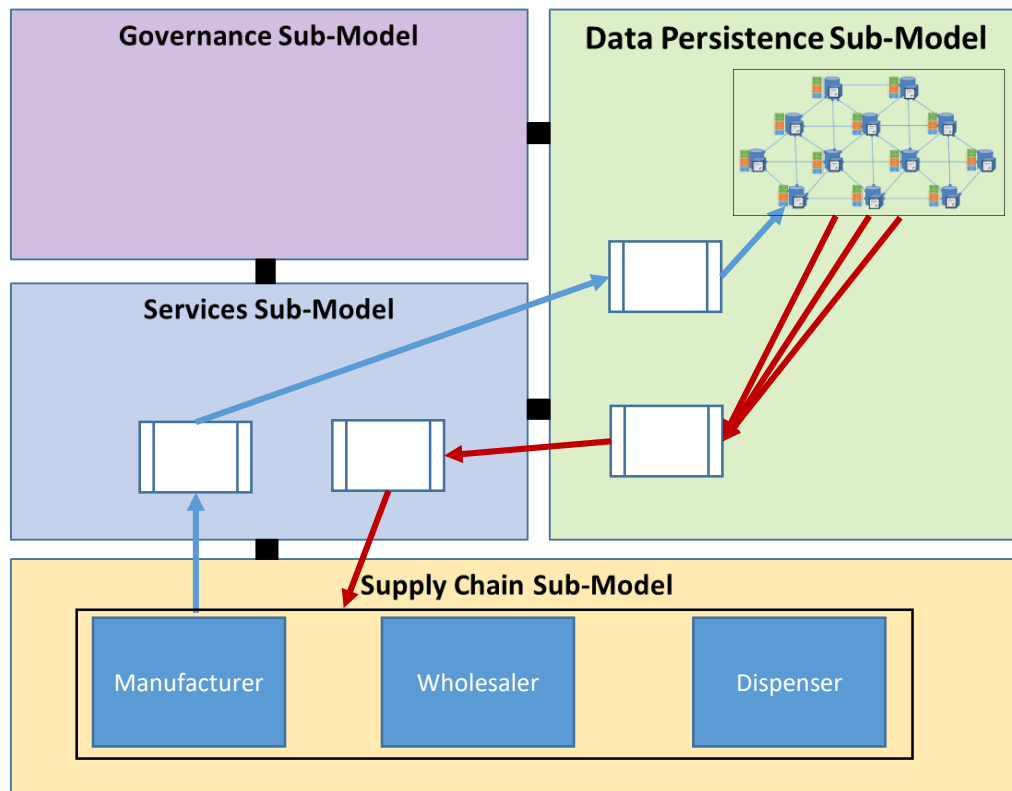 Governance Sub-Model
Data Persistence Sub-Model
Services Sub-Model
Supply Chain Sub-Model
Manufacturer
Wholesaler
Dispenser